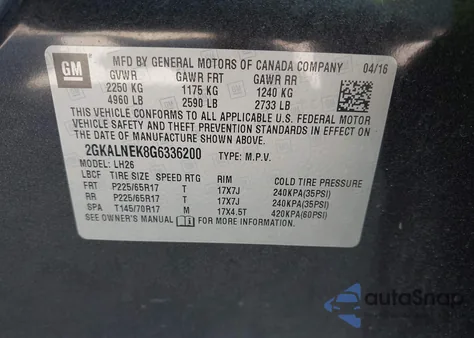 GM
MFD BY GENERAL MOTORS OF CANADA COMPANY 04/16
GVWR GAWR FRT GAWR RR
2250 KG 1175 KG 1240 KG
4960 LB 2590 LB 2733 LB
THIS VEHICLE CONFORMS TO ALL APPLICABLE U.S. FEDERAL MOTOR
VEHICLE SAFETY AND THEFT PREVENTION STANDARDS IN
EFFECT ON THE DATE OF MANUFACTURE SHOWN ABOVE.
2GKALNEK8G6336200 TYPE: M.P.V.
MODEL: LH26
LBCF TIRE SIZE SPEED RTG RIM COLD TIRE PRESSURE
FRT P225/65R17 T 17X7J 240KPA(35PSI)
RR P225/65R17 T 17X7J 240KPA(35PSI)
SPA T145/70R17 M 17X4.5T 420KPA(60PSI)
SEE OWNER'S MANUAL
autoSnap